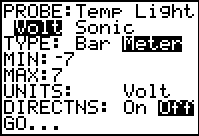 PROBE: Temp Light
Volt Sonic
TYPE: Bar Meter
MIN: -7
MAX: 7
UNITS: Volt
DIRECTNS: On Off
GO...